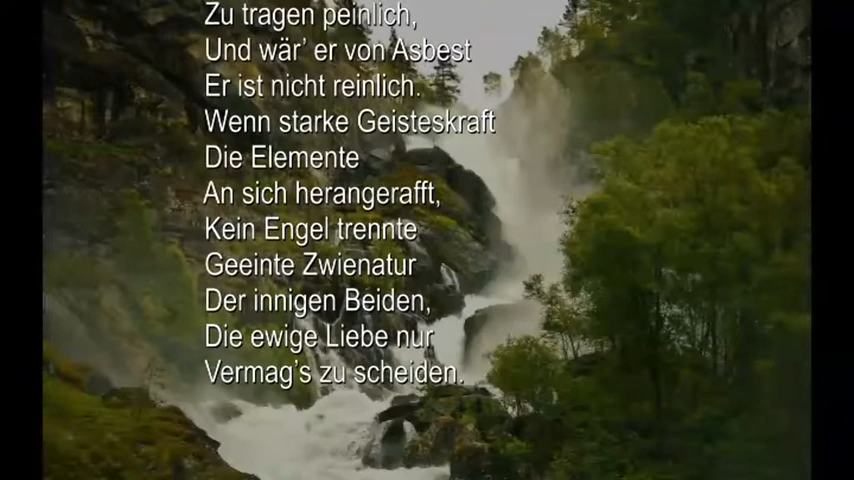 Zu tragen peinlich,
Und wär’ er von Asbest
Er ist nicht reinlich.
Wenn starke Geisteskraft
Die Elemente
An sich herangerafft,
Kein Engel trennte
Geeinte Zwienatur
Der innigen Beiden,
Die ewige Liebe nur
Vermag’s zu scheiden.